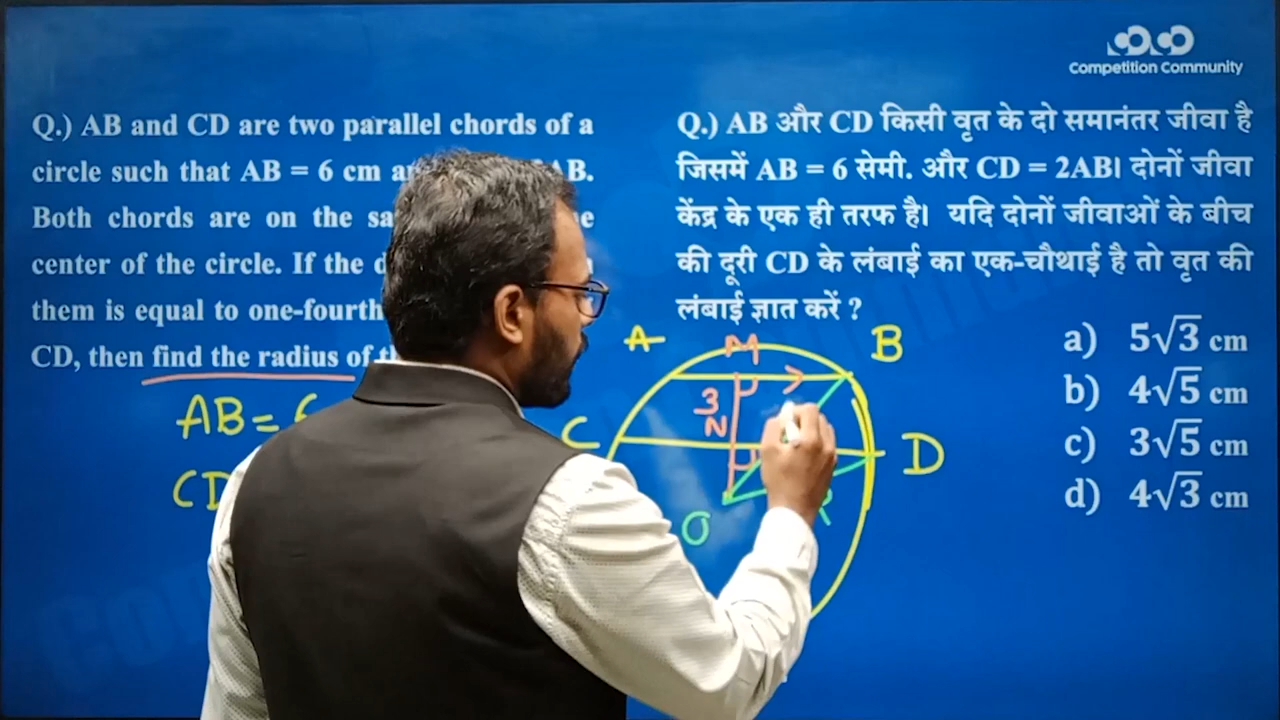 Competition Community
Q.) AB and CD are two parallel chords of a
circle such that AB = 6 cm AB.
Both chords are on the
center of the circle. If the
them is equal to one-fourth
CD, then find the radius of
Q.) AB और CD किसी वृत के दो समानंतर जीवा है
जिसमें AB = 6 सेमी. और CD = 2AB। दोनों जीवा
केंद्र के एक ही तरफ है। यदि दोनों जीवाओं के बीच
की दूरी CD के लंबाई का एक-चौथाई है तो वृत की
लंबाई ज्ञात करें ?
a) 5√3 cm
b) 4√5 cm
c) 3√5 cm
d) 4√3 cm
AB =
CD
A M B
3
N
C D
O